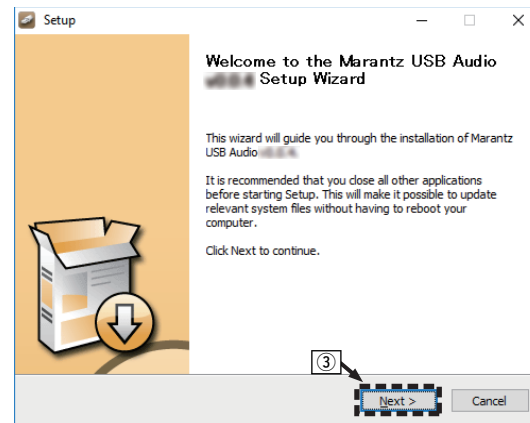 Setup
Welcome to the Marantz USB Audio
Setup Wizard
This wizard will guide you through the installation of Marantz
USB Audio
It is recommended that you close all other applications
before starting Setup. This will make it possible to update
relevant system files without having to reboot your
computer.
Click Next to continue.
③
Next >
Cancel